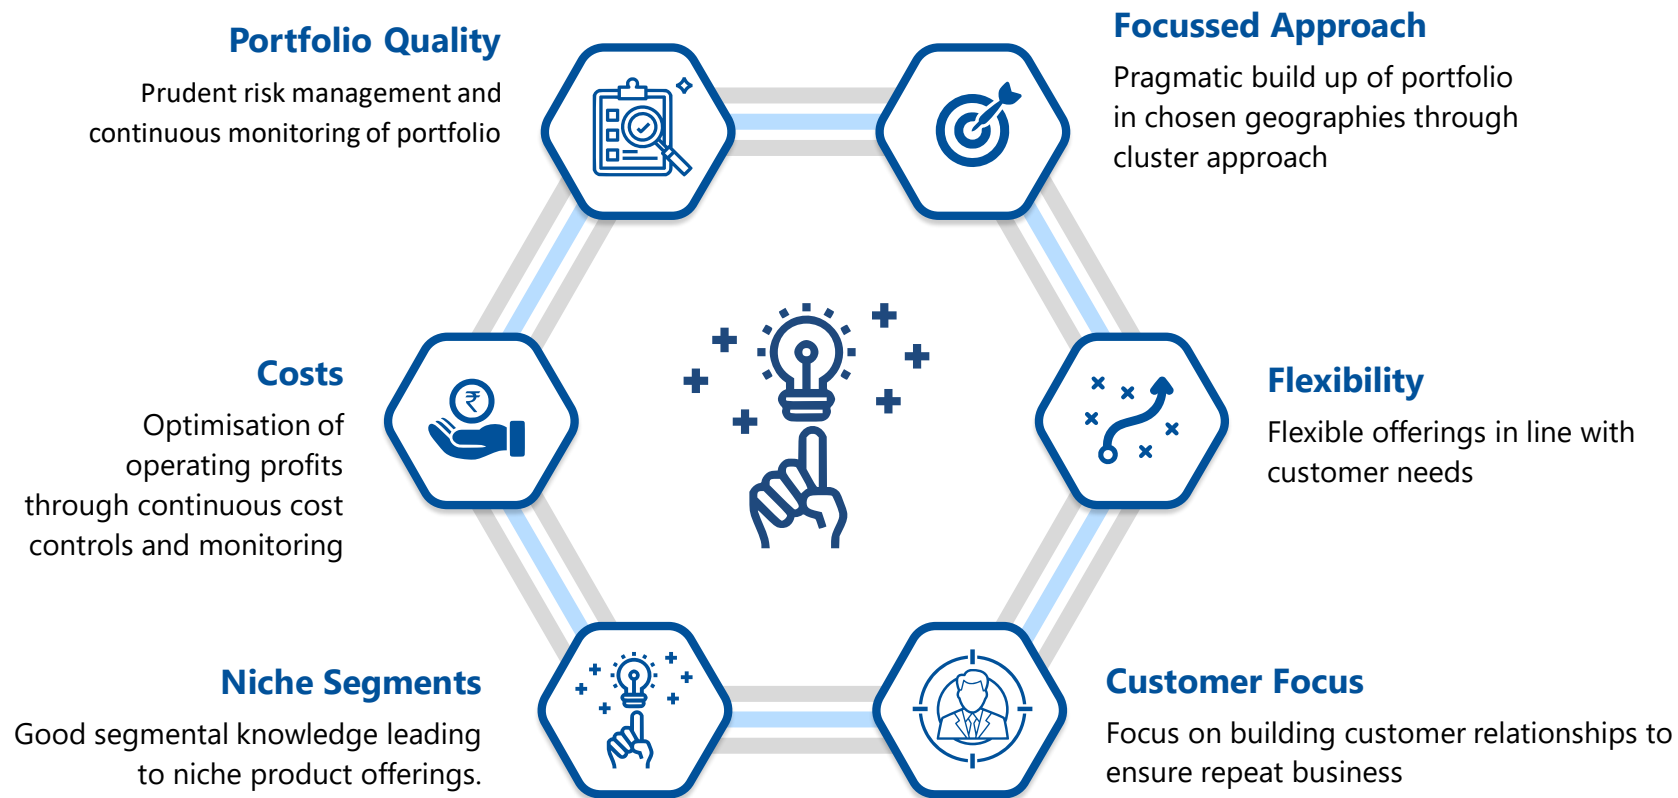 Portfolio Quality
Prudent risk management and
continuous monitoring of portfolio
Focussed Approach
Pragmatic build up of portfolio
in chosen geographies through
cluster approach
Costs
Optimisation of
operating profits
through continuous cost
controls and monitoring
₹
Flexibility
Flexible offerings in line with
customer needs
Niche Segments
Good segmental knowledge leading
to niche product offerings.
Customer Focus
Focus on building customer relationships to
ensure repeat business